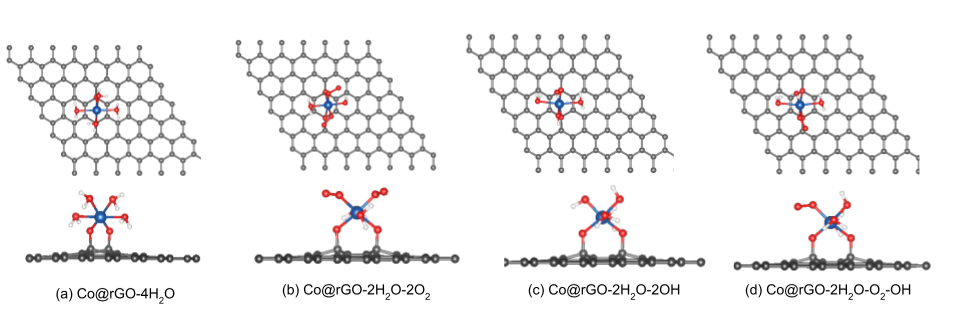 (a) Co@rGO-4H₂O
(b) Co@rGO-2H₂O-2O₂
(c) Co@rGO-2H₂O-2OH
(d) Co@rGO-2H₂O-O₂-OH